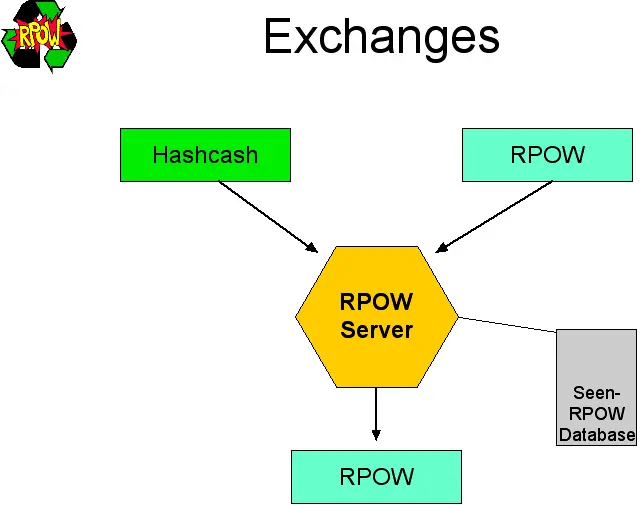 RPOW
Exchanges
Hashcash
RPOW
RPOW
Server
Seen-
RPOW
Database
RPOW